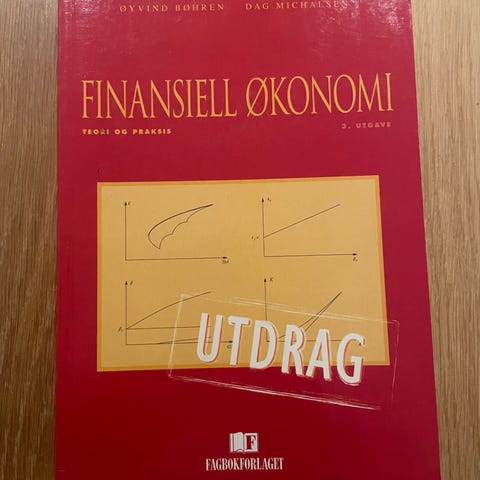 ØYVIND BØHREN DAG MICHALSEN
FINANSIELL ØKONOMI
TEORI OG PRAKSIS 3. UTGAVE
UTDRAG
F
FAGBOKFORLAGET